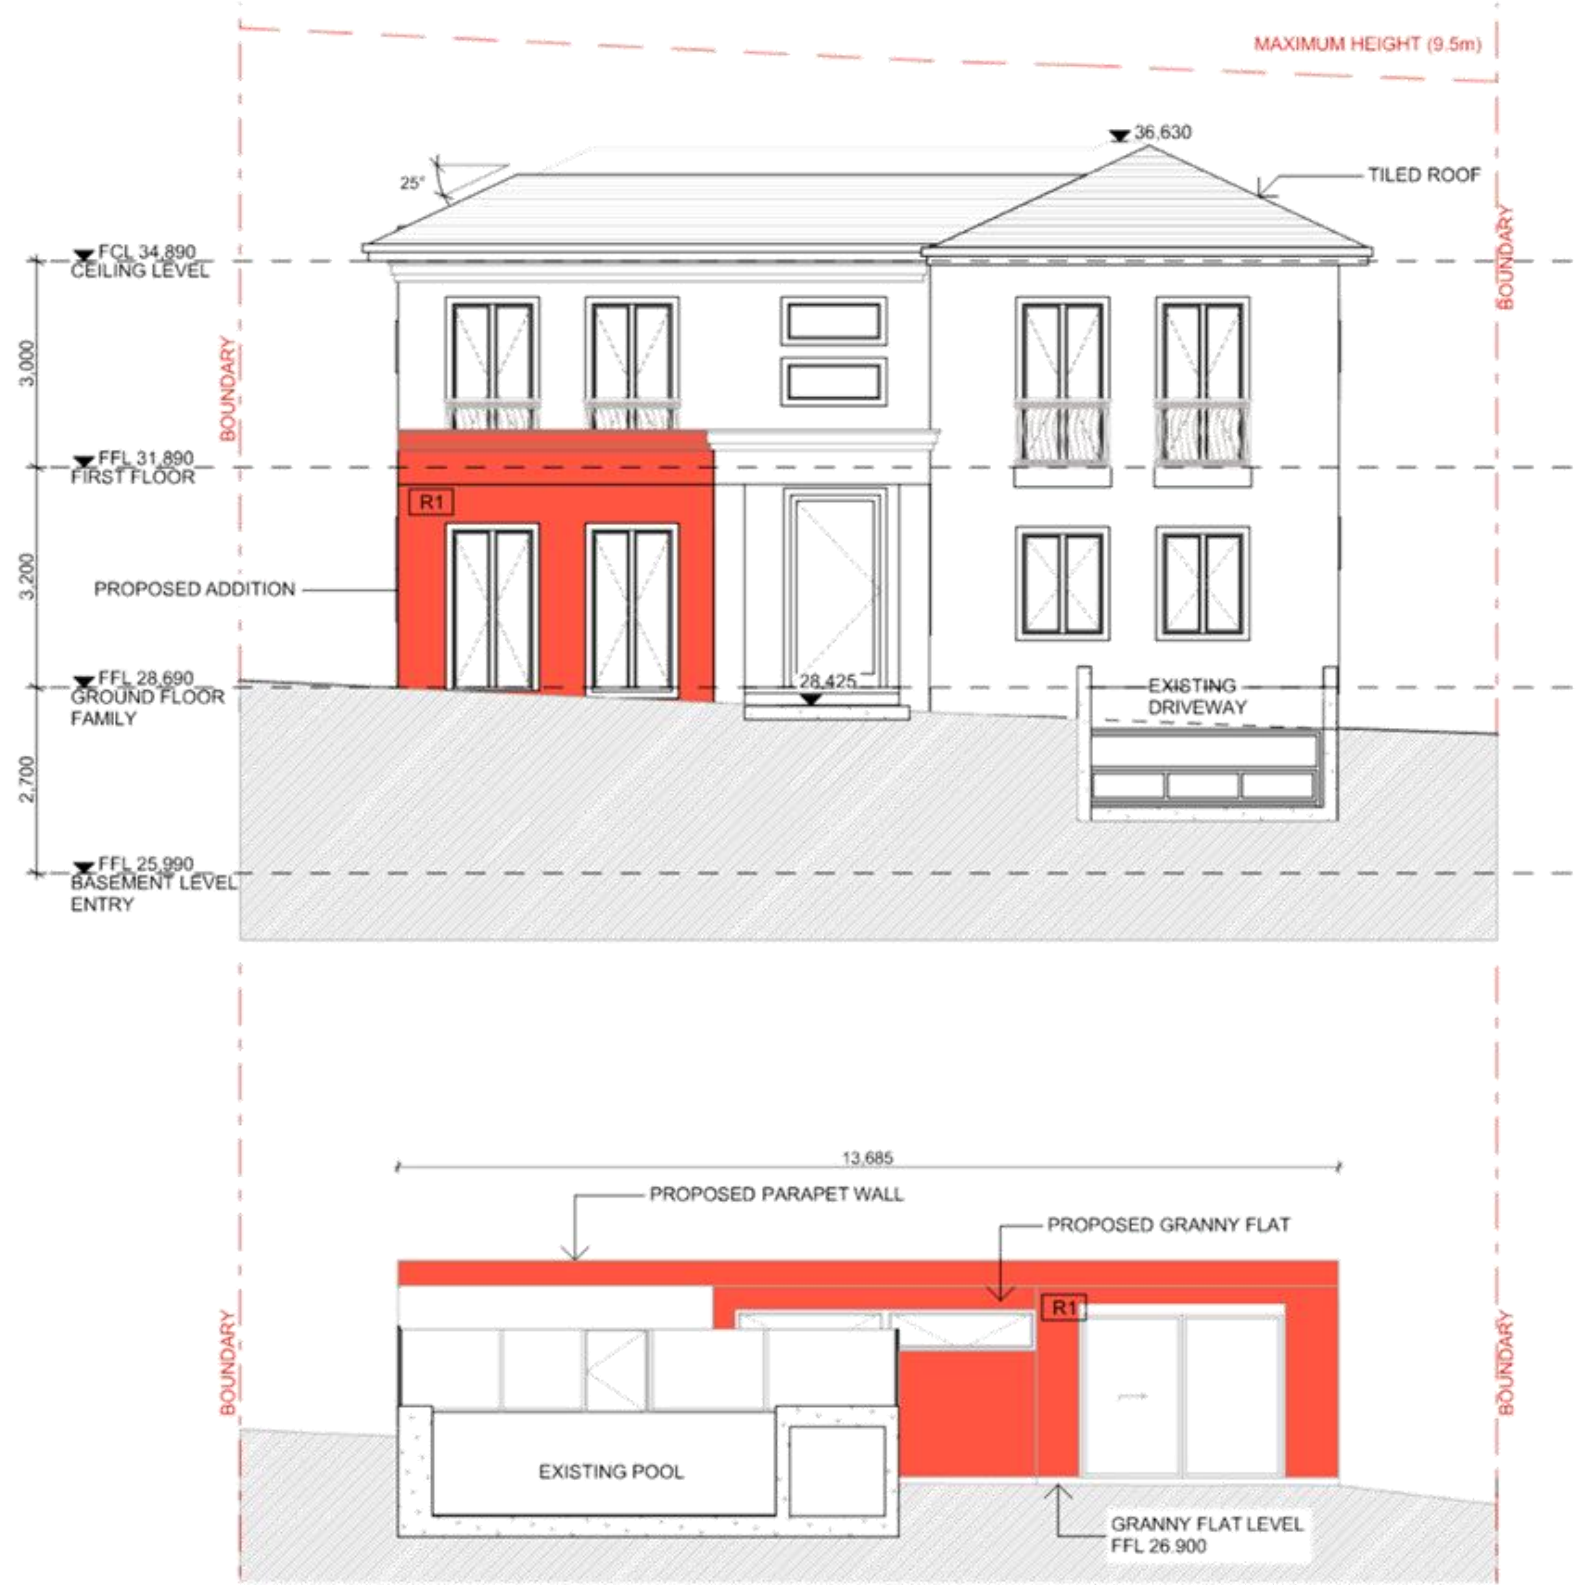 MAXIMUM HEIGHT (9.5m)
36,630
25°
TILED ROOF
FCL 34,890
CEILING LEVEL
BOUNDARY
3,000
BOUNDARY
FFL 31,890
FIRST FLOOR
R1
3,200
PROPOSED ADDITION
FFL 28,690
GROUND FLOOR
FAMILY
28,425
EXISTING
DRIVEWAY
2,700
FFL 25,990
BASEMENT LEVEL
ENTRY
13,685
PROPOSED PARAPET WALL
PROPOSED GRANNY FLAT
R1
BOUNDARY
BOUNDARY
EXISTING POOL
GRANNY FLAT LEVEL
FFL 26.900